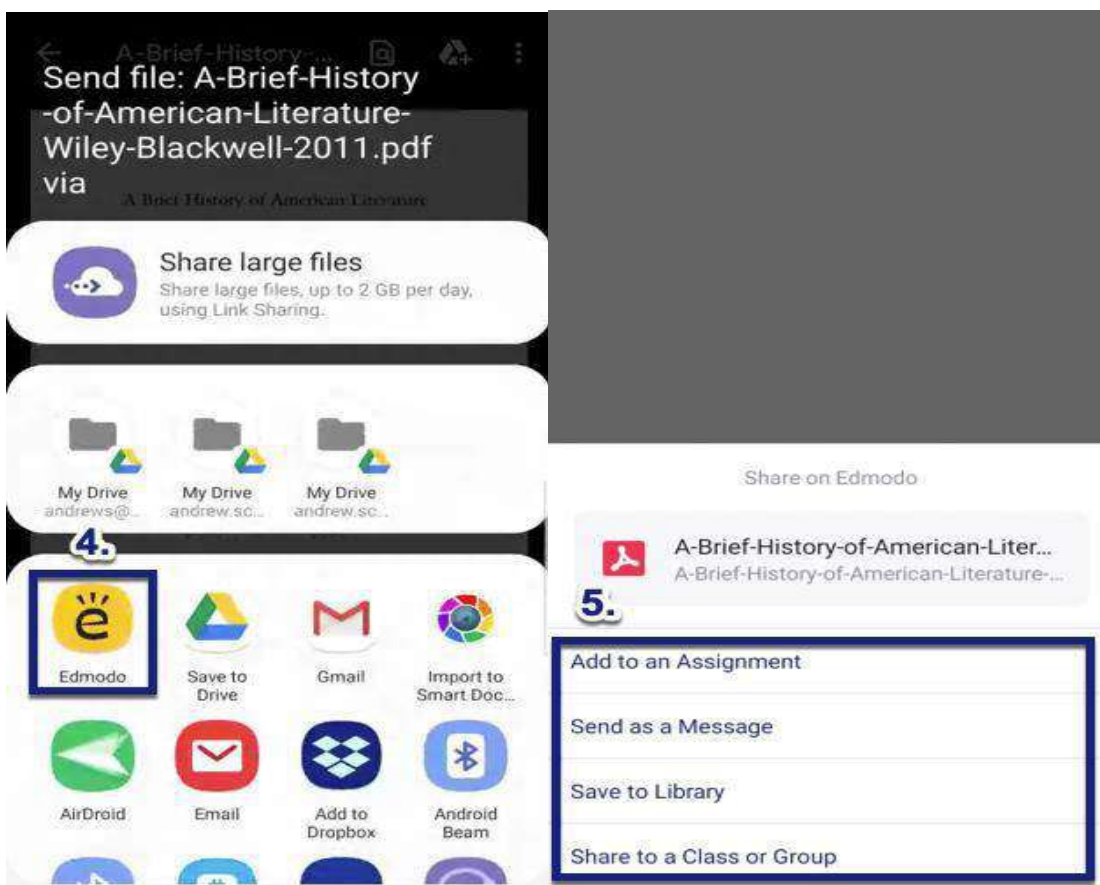 A-Brief-History-...
Send file: A-Brief-History
-of-American-Literature-
Wiley-Blackwell-2011.pdf
via
A Brief History of American Literature
Share large files
Share large files, up to 2 GB per day,
using Link Sharing.
My Drive
andrews@...
My Drive
andrew.sc...
My Drive
andrew.sc...
4.
Edmodo
Save to
Drive
Gmail
Import to
Smart Doc...
AirDroid
Email
Add to
Dropbox
Android
Beam
Share on Edmodo
A-Brief-History-of-American-Liter...
A-Brief-History-of-American-Literature-...
5.
Add to an Assignment
Send as a Message
Save to Library
Share to a Class or Group